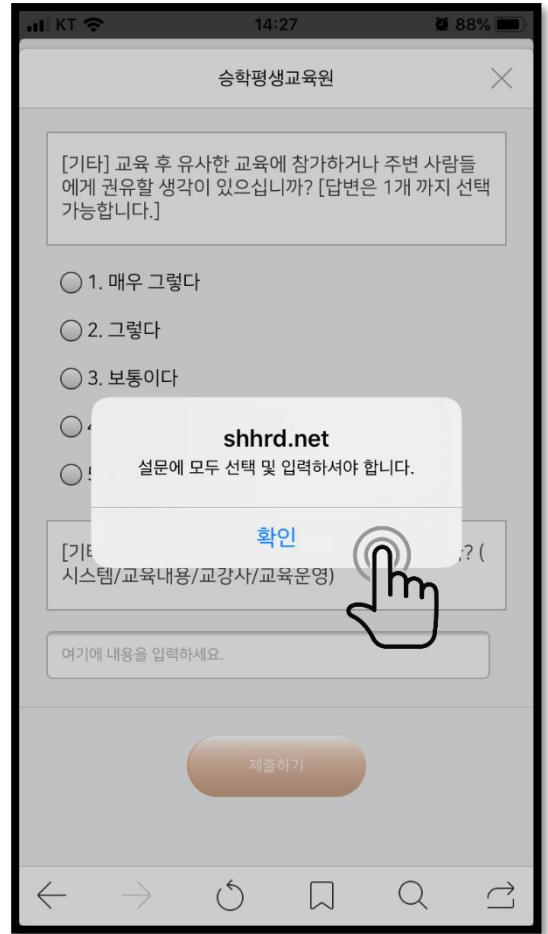 KT 14:27 88%
승학평생교육원
[기타] 교육 후 유사한 교육에 참가하거나 주변 사람들
에게 권유할 생각이 있으십니까? [답변은 1개 까지 선택
가능합니다.]
1. 매우 그렇다
2. 그렇다
3. 보통이다
shhrd.net
설문에 모두 선택 및 입력하셔야 합니다.
확인
? (
시스템/교육내용/교강사/교육운영)
여기에 내용을 입력하세요.
제출하기